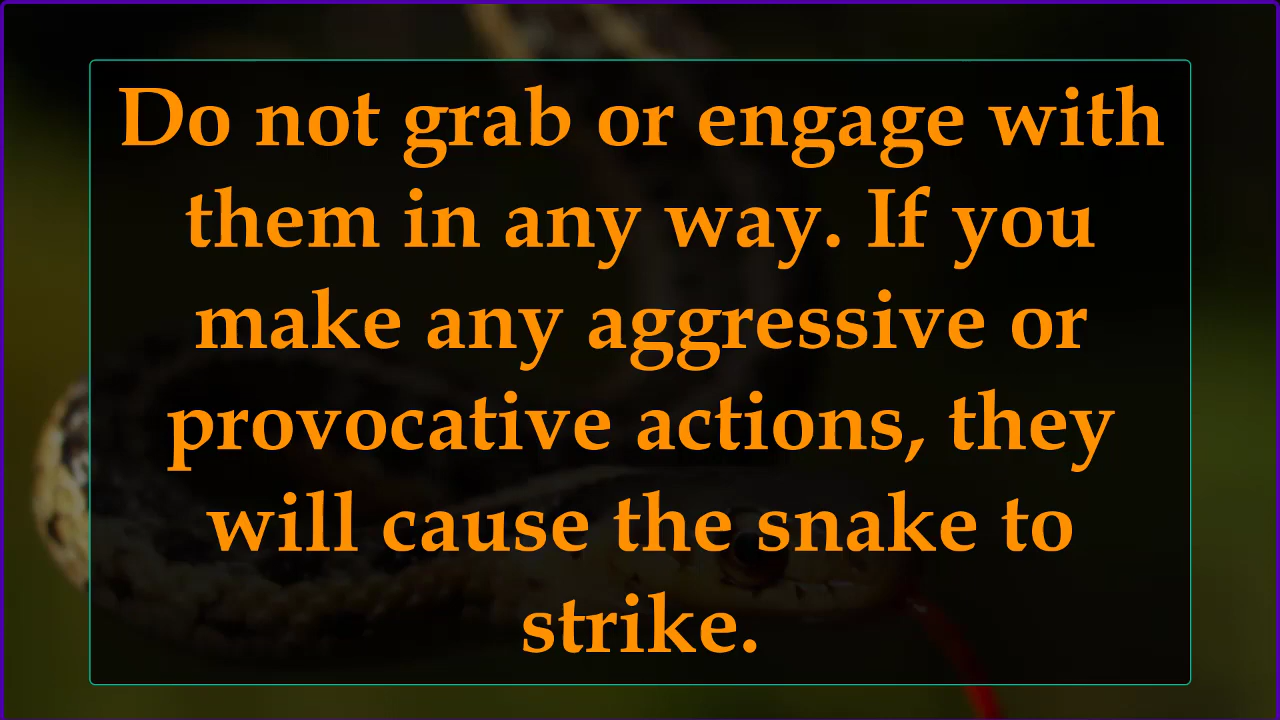 Do not grab or engage with
them in any way. If you
make any aggressive or
provocative actions, they
will cause the snake to
strike.